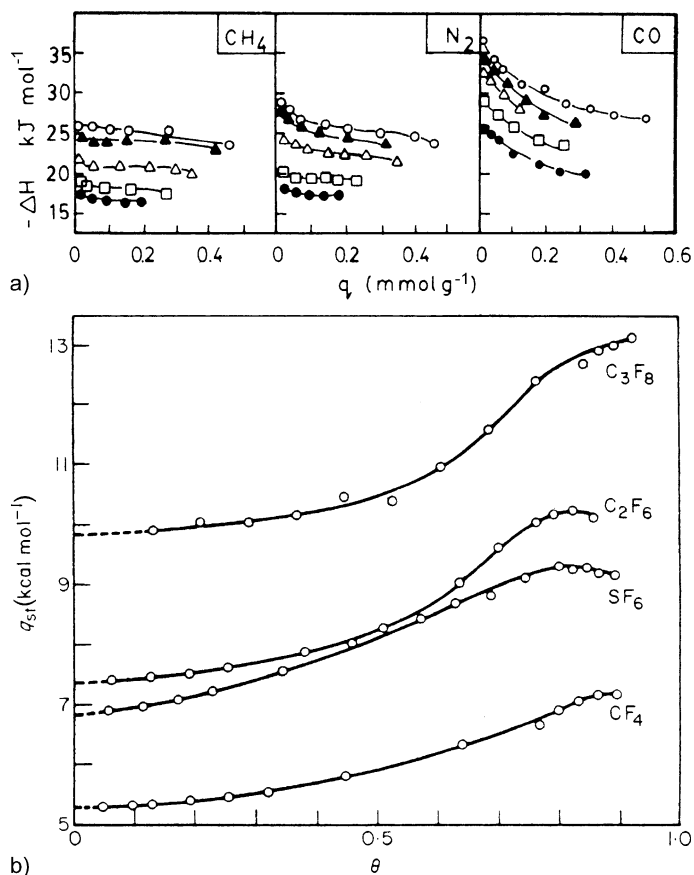 a)
CH₄
N₂
CO
35
30
25
20
15
-ΔH kJ mol⁻¹
0 0.2 0.4 0 0.2 0.4 0 0.2 0.4 0.6
q (mmol g⁻¹)
b)
13
11
9
7
5
q_st (kcal mol⁻¹)
C₃F₈
C₂F₆
SF₆
CF₄
0 0.5 1.0
θ